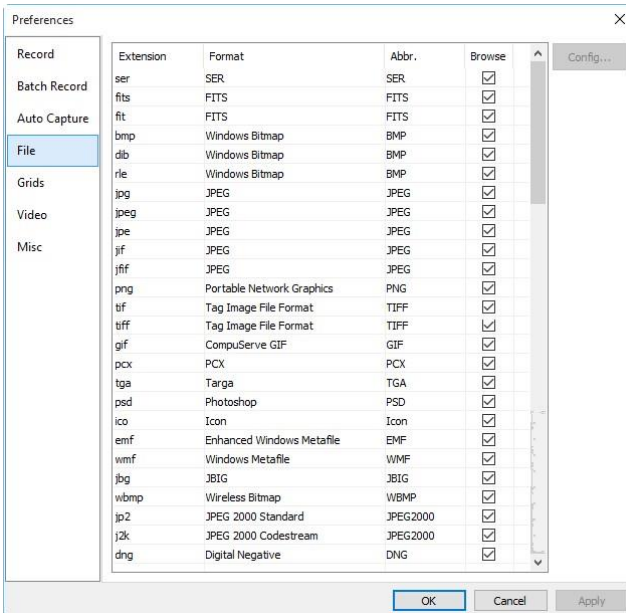 Preferences
Record
Batch Record
Auto Capture
File
Grids
Video
Misc
Extension Format Abbr. Browse
ser SER SER
fits FITS FITS
fit FITS FITS
bmp Windows Bitmap BMP
dib Windows Bitmap BMP
rle Windows Bitmap BMP
jpg JPEG JPEG
jpeg JPEG JPEG
jpe JPEG JPEG
jif JPEG JPEG
jfif JPEG JPEG
png Portable Network Graphics PNG
tif Tag Image File Format TIFF
tiff Tag Image File Format TIFF
gif CompuServe GIF GIF
pcx PCX PCX
tga Targa TGA
psd Photoshop PSD
ico Icon Icon
emf Enhanced Windows Metafile EMF
wmf Windows Metafile WMF
jbg JBIG JBIG
wbmp Wireless Bitmap WBMP
jp2 JPEG 2000 Standard JPEG2000
j2k JPEG 2000 Codestream JPEG2000
dng Digital Negative DNG
Config...
OK Cancel Apply